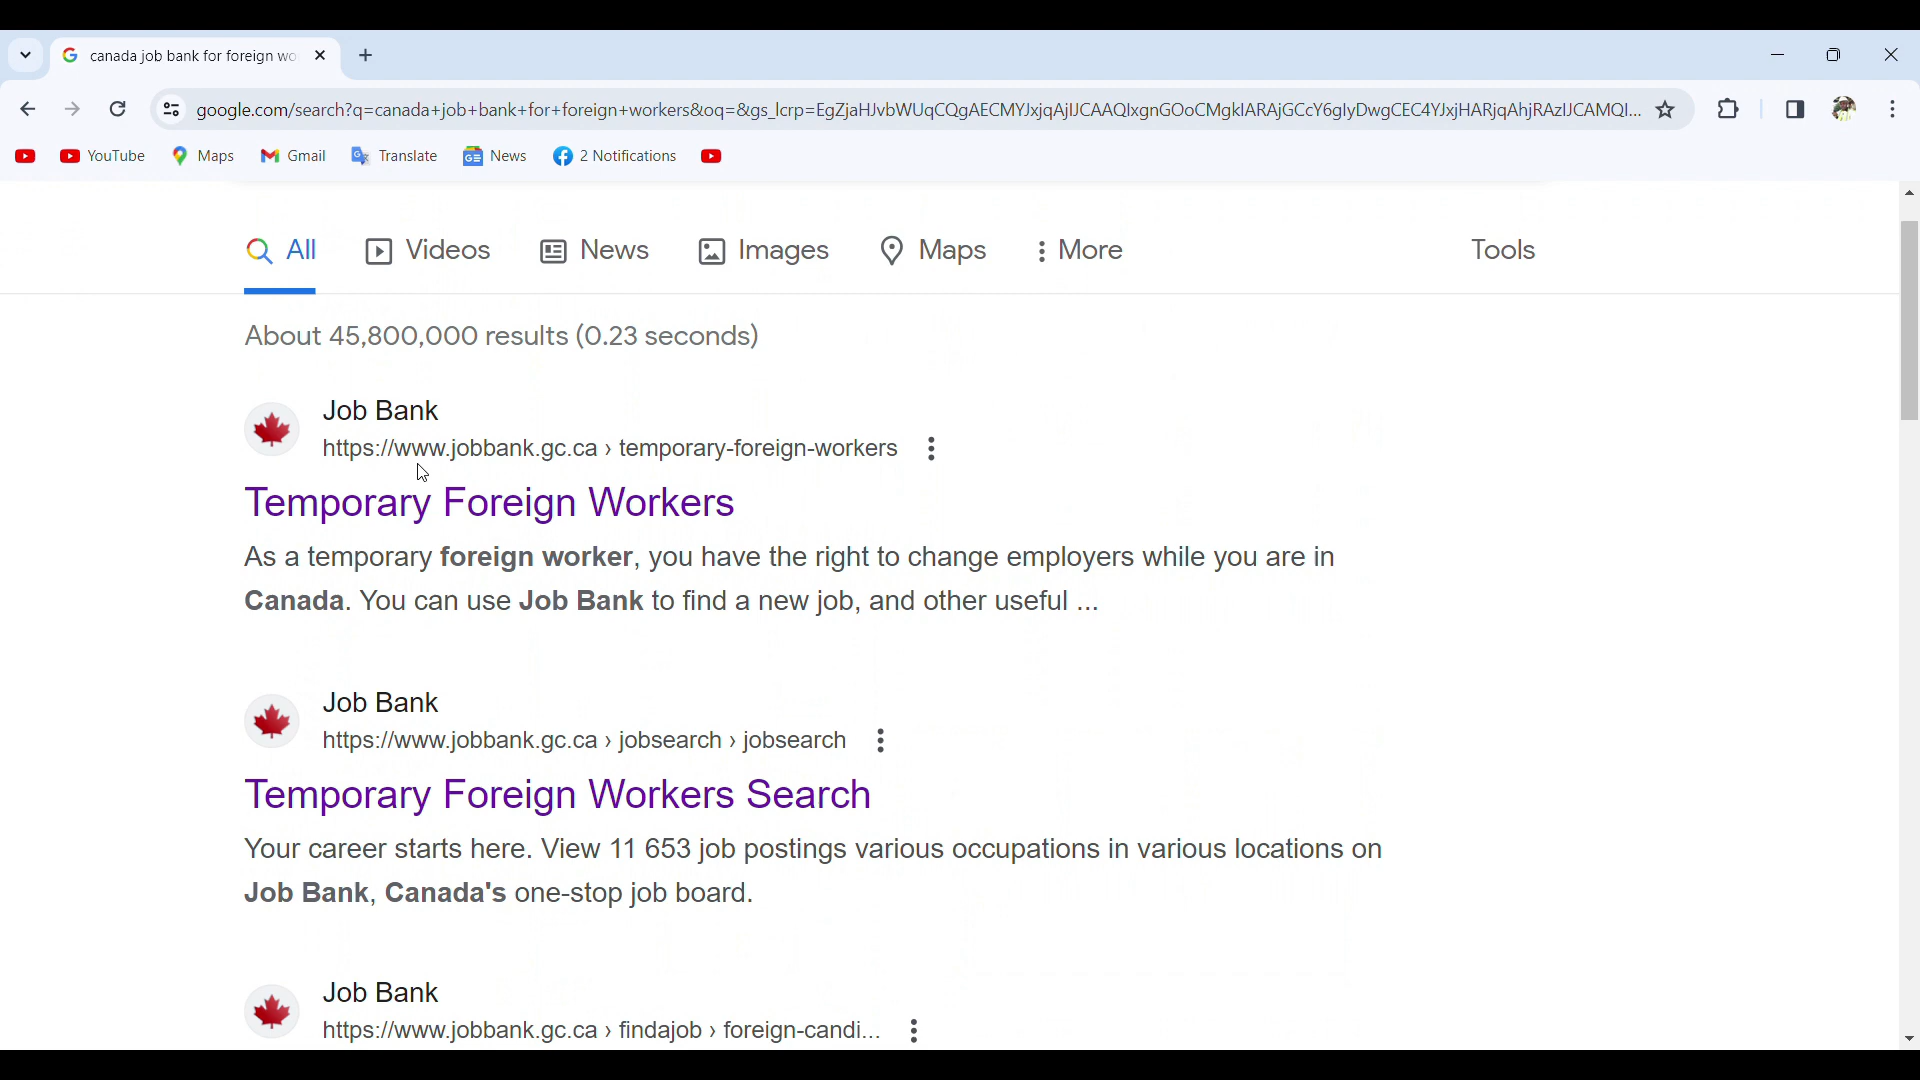 canada job bank for foreign wo
google.com/search?q=canada+job+bank+for+foreign+workers&oq=&gs_lcrp=EgZjaHJvbWUqCQgAECMYJxjqAjIJCAAQIxgnGOoCMgkIARAjGCcY6gIyDwgCEC4YJxjHARjqAhjRAzIJCAMQI...
YouTube Maps Gmail Translate News 2 Notifications
All Videos News Images Maps More Tools
About 45,800,000 results (0.23 seconds)
Job Bank
https://www.jobbank.gc.ca › temporary-foreign-workers
Temporary Foreign Workers
As a temporary foreign worker, you have the right to change employers while you are in
Canada. You can use Job Bank to find a new job, and other useful ...
Job Bank
https://www.jobbank.gc.ca › jobsearch › jobsearch
Temporary Foreign Workers Search
Your career starts here. View 11 653 job postings various occupations in various locations on
Job Bank, Canada's one-stop job board.
Job Bank
https://www.jobbank.gc.ca › findajob › foreign-candi...